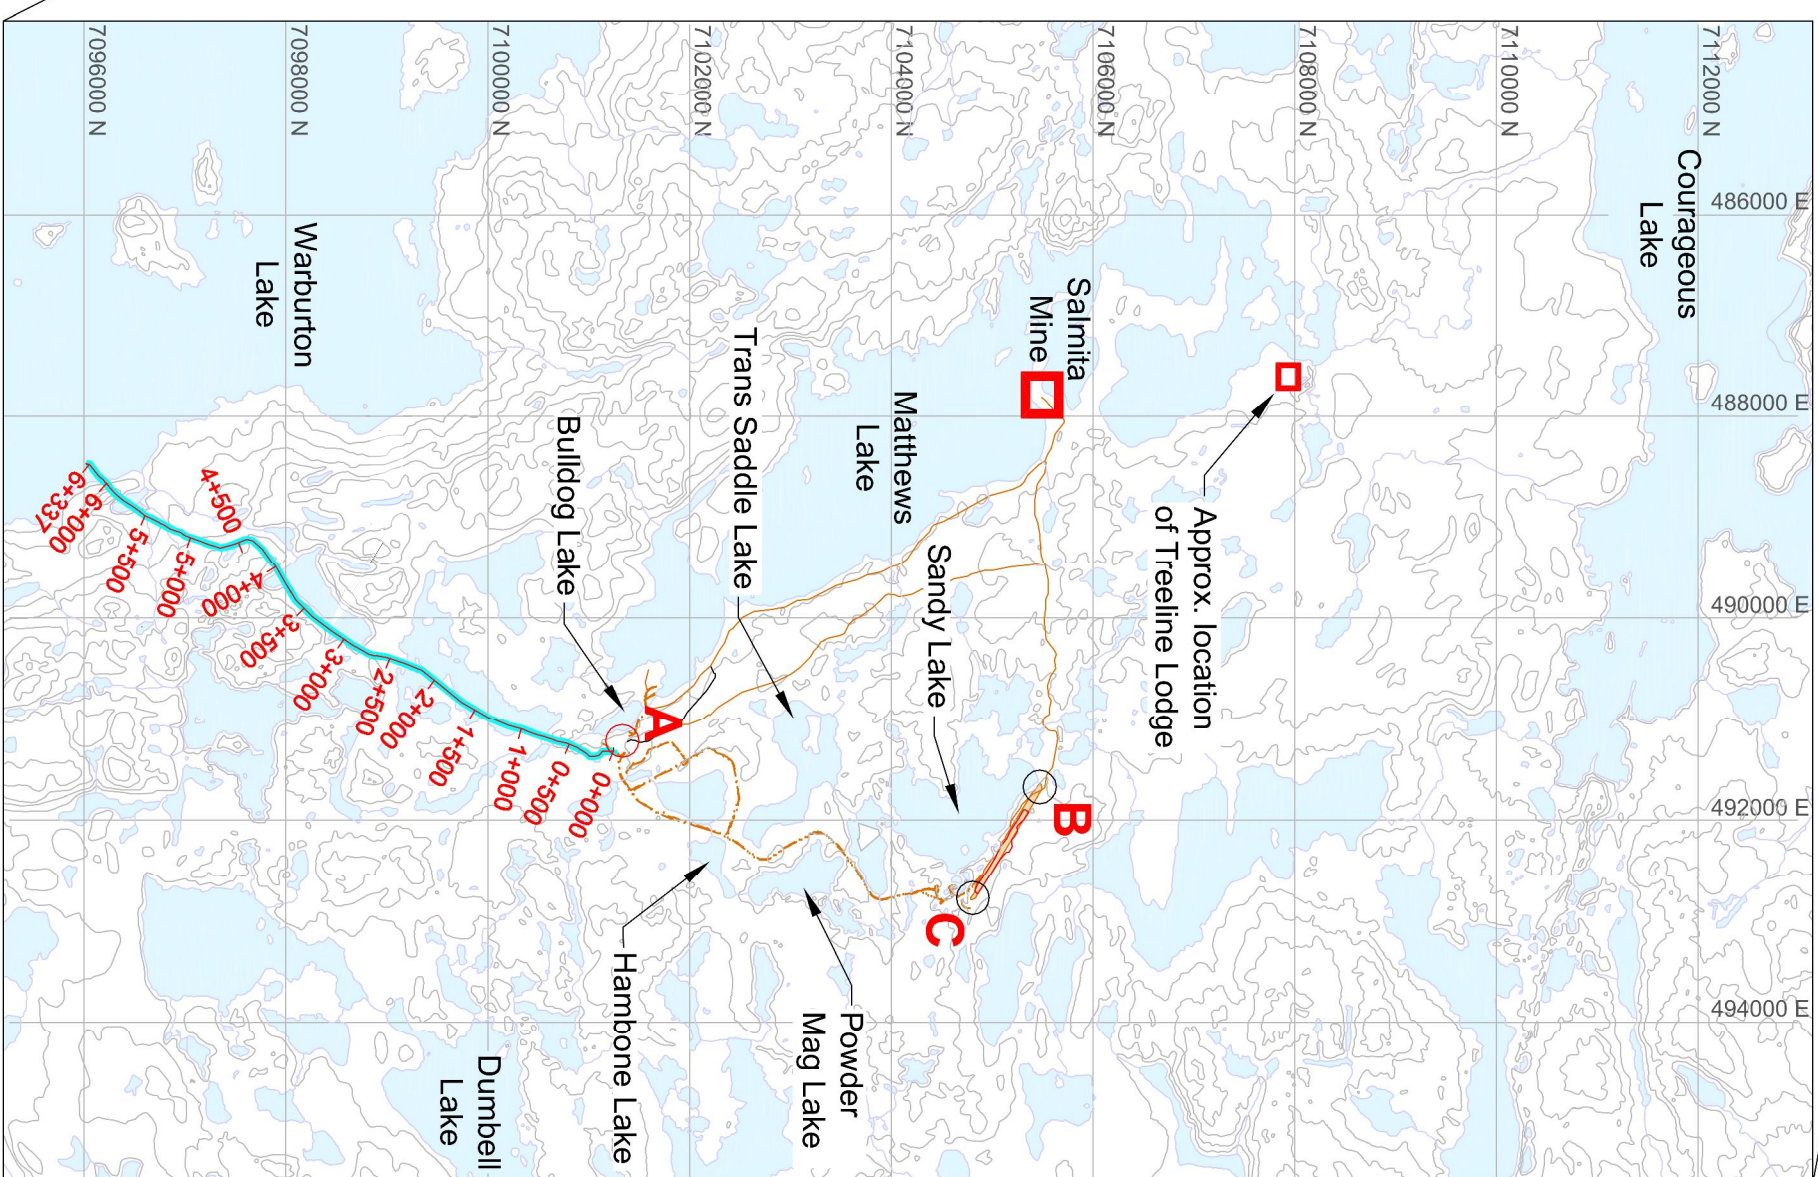 7096000 N
7098000 N
7100000 N
7102000 N
7104000 N
7106000 N
7108000 N
7110000 N
7112000 N
486000 E
488000 E
490000 E
492000 E
494000 E
Courageous
Lake
Salmita
Mine
Approx. location
of Treeline Lodge
Matthews
Lake
Sandy Lake
Trans Saddle Lake
Bulldog Lake
Warburton
Lake
Powder
Mag Lake
Hambone Lake
Dumbell
Lake
A
B
C
0+000
0+500
1+000
1+500
2+000
2+500
3+000
3+500
4+000
4+500
5+000
5+500
6+000
6+337